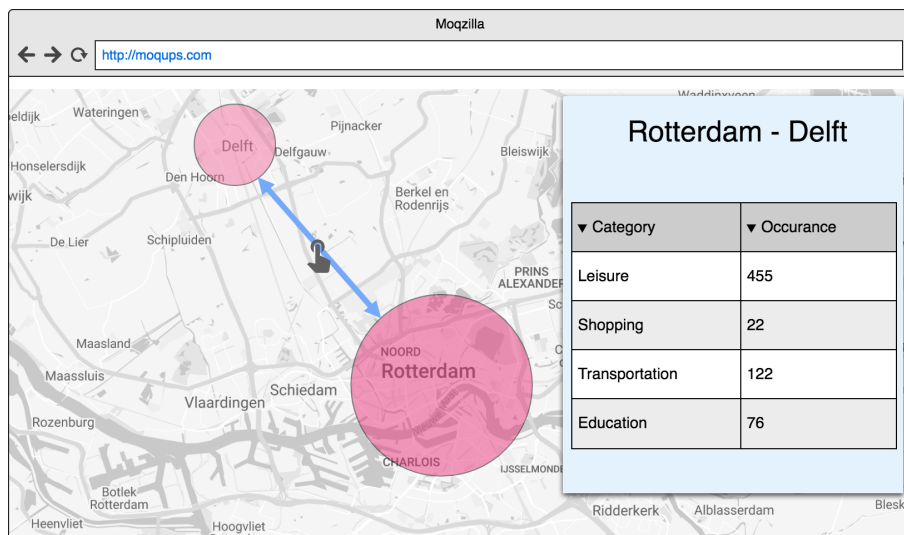 Moqzilla
http://moqups.com
Waddinxveen
eldijk
Wateringen
Pijnacker
Delft
Delfgauw
Bleiswijk
Honselersdijk
Den Hoorn
wijk
Berkel en
Rodenrijs
De Lier
Schipluiden
PRINS
ALEXANDER
Sc
Maasland
NOORD
Rotterdam
Maassluis
Schiedam
Vlaardingen
Rozenburg
CHARLOIS
IJSSELMONDE
Botlek
Rotterdam
Ridderkerk
Alblasserdam
Blesk
Heenvliet
Hoogvliet
Rotterdam - Delft
▼ Category ▼ Occurance
Leisure 455
Shopping 22
Transportation 122
Education 76